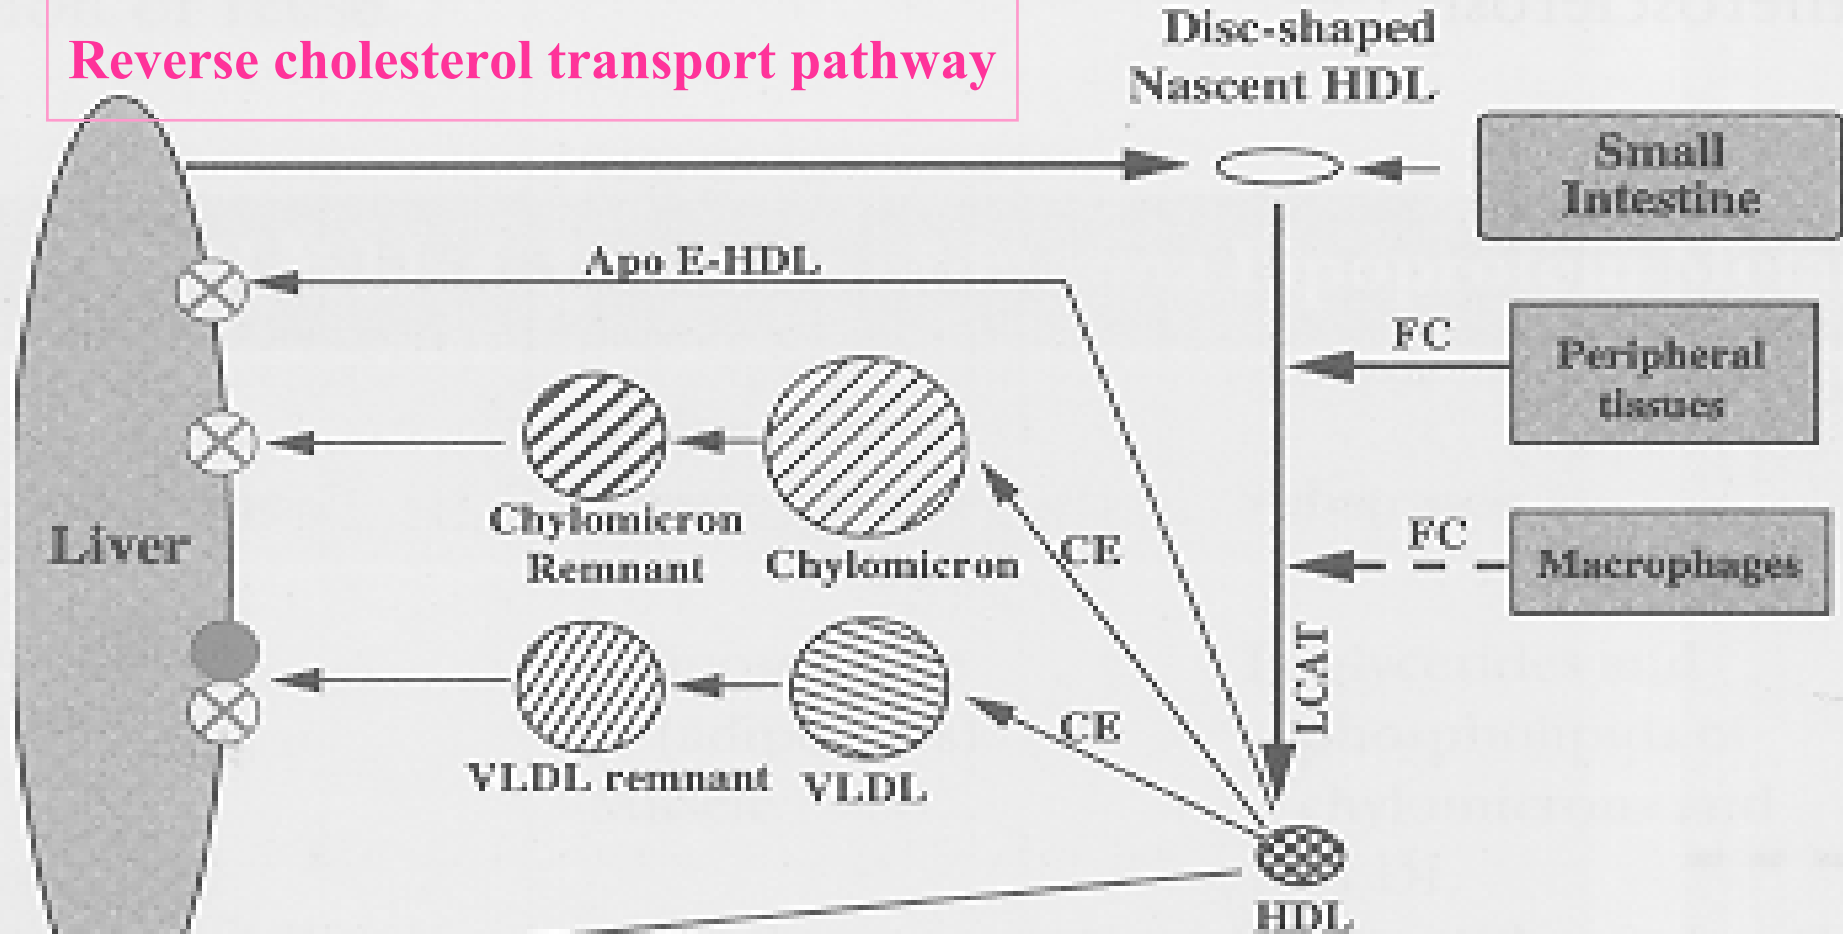 Reverse cholesterol transport pathway
Disc-shaped
Nascent HDL
Small
Intestine
Apo E-HDL
FC
Peripheral
tissues
Chylomicron
Remnant
Chylomicron
CE
Liver
FC
Macrophages
LCAT
CE
VLDL remnant
VLDL
HDL